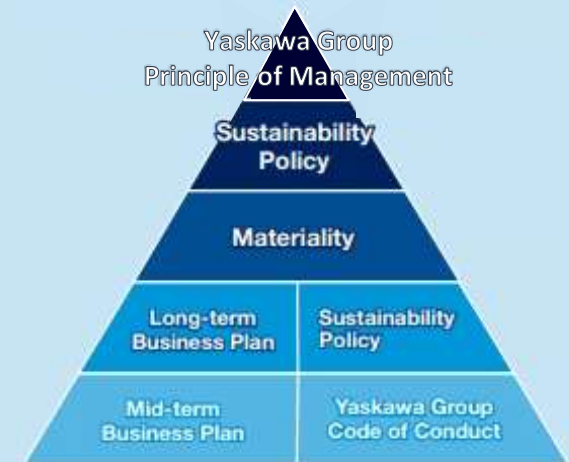 Yaskawa Group
Principle of Management
Sustainability
Policy
Materiality
Long-term
Business Plan
Sustainability
Policy
Mid-term
Business Plan
Yaskawa Group
Code of Conduct